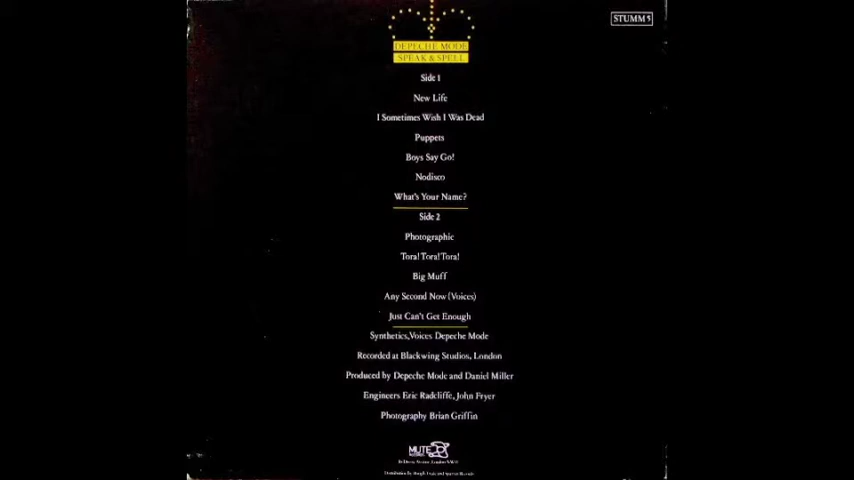 STUMM 5
DEPECHE MODE
SPEAK & SPELL
Side 1
New Life
I Sometimes Wish I Was Dead
Puppets
Boys Say Go!
Nodisco
What's Your Name?
Side 2
Photographic
Tora! Tora! Tora!
Big Muff
Any Second Now (Voices)
Just Can't Get Enough
Synthetics, Voices Depeche Mode
Recorded at Blackwing Studios, London
Produced by Depeche Mode and Daniel Miller
Engineers Eric Radcliffe, John Fryer
Photography Brian Griffin
MUTE